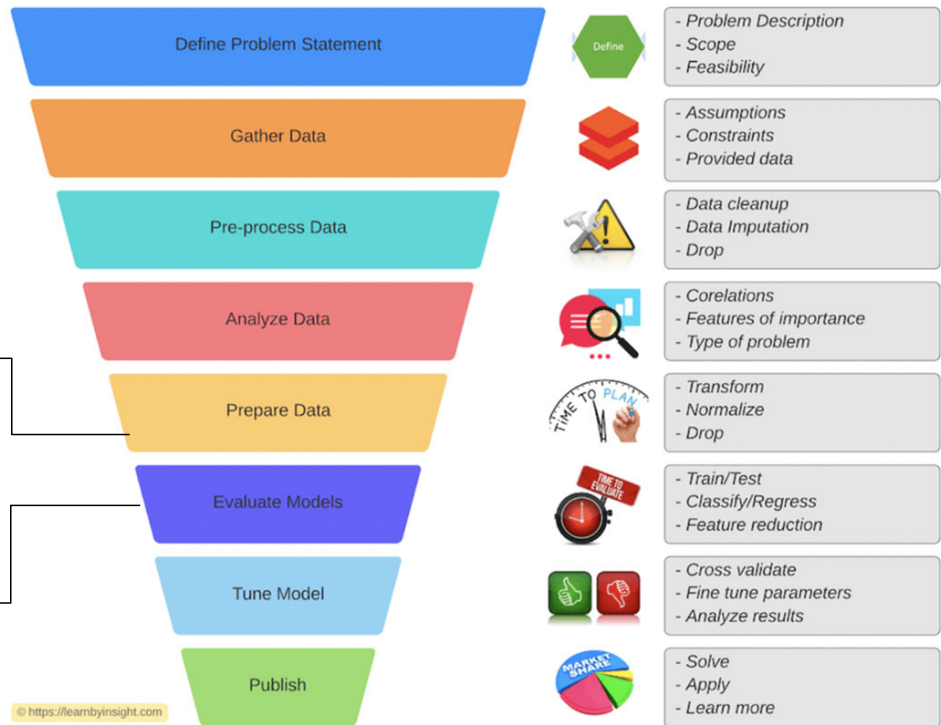 Define Problem Statement
Define
- Problem Description
- Scope
- Feasibility
Gather Data
- Assumptions
- Constraints
- Provided data
Pre-process Data
- Data cleanup
- Data Imputation
- Drop
Analyze Data
- Corelations
- Features of importance
- Type of problem
Prepare Data
TIME TO PLAN
- Transform
- Normalize
- Drop
Evaluate Models
TIME TO
EVALUATE
- Train/Test
- Classify/Regress
- Feature reduction
Tune Model
- Cross validate
- Fine tune parameters
- Analyze results
Publish
MARKET
SHARE
- Solve
- Apply
- Learn more
© https://learnbyinsight.com